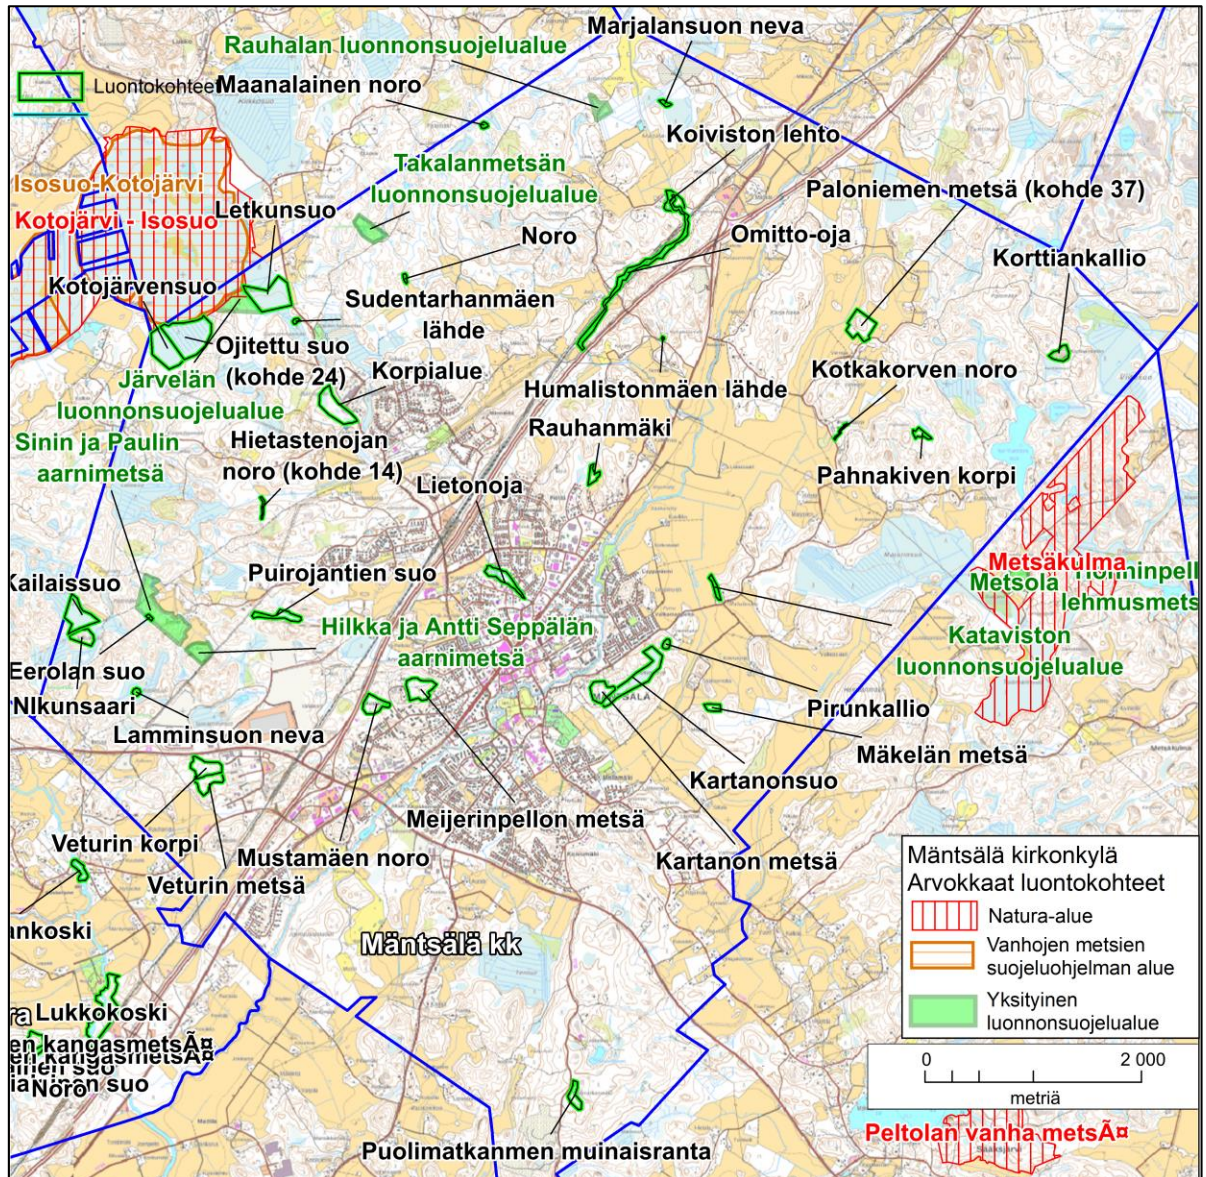 Marjalansuon neva
Rauhalan luonnonsuojelualue
Luontokohteet
Maanalainen noro
Koiviston lehto
Takalanmetsän
luonnonsuojelualue
Isosuo-Kotojärvi
Kotojärvi - Isosuo
Letkunsuo
Paloniemen metsä (kohde 37)
Noro
Omitto-oja
Korttiankallio
Kotojärvensuo
Sudentarhanmäen
lähde
Ojitettu suo
(kohde 24)
Korpialue
Järvelän
luonnonsuojelualue
Humalistonmäen lähde
Kotkakorven noro
Sinin ja Paulin
aarnimetsä
Hietastenojan
noro (kohde 14)
Rauhanmäki
Pahnakiven korpi
Lietonoja
Metsäkulma
Metsola
lehmusmets
Kailaissuo
Puirojantien suo
Hilkka ja Antti Seppälän
aarnimetsä
Kataviston
luonnonsuojelualue
Eerolan suo
NIkunsaari
Lamminsuon neva
Pirunkallio
Mäkelän metsä
Kartanonsuo
Meijerinpellon metsä
Veturin korpi
Mustamäen noro
Veturin metsä
Kartanon metsä
Mäntsälä kirkonkylä
Arvokkaat luontokohteet
Natura-alue
Vanhojen metsien
suojeluohjelman alue
Yksityinen
luonnonsuojelualue
0 2 000
metriä
ankoski
Mäntsälä kk
Lukkokoski
ra
en kangasmetsÃ¤
Noro
Puolimatkanmen muinaisranta
Peltolan vanha metsÃ¤